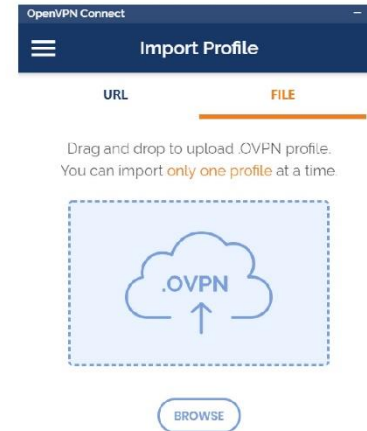 OpenVPN Connect
Import Profile
URL FILE
Drag and drop to upload .OVPN profile.
You can import only one profile at a time.
.OVPN
BROWSE